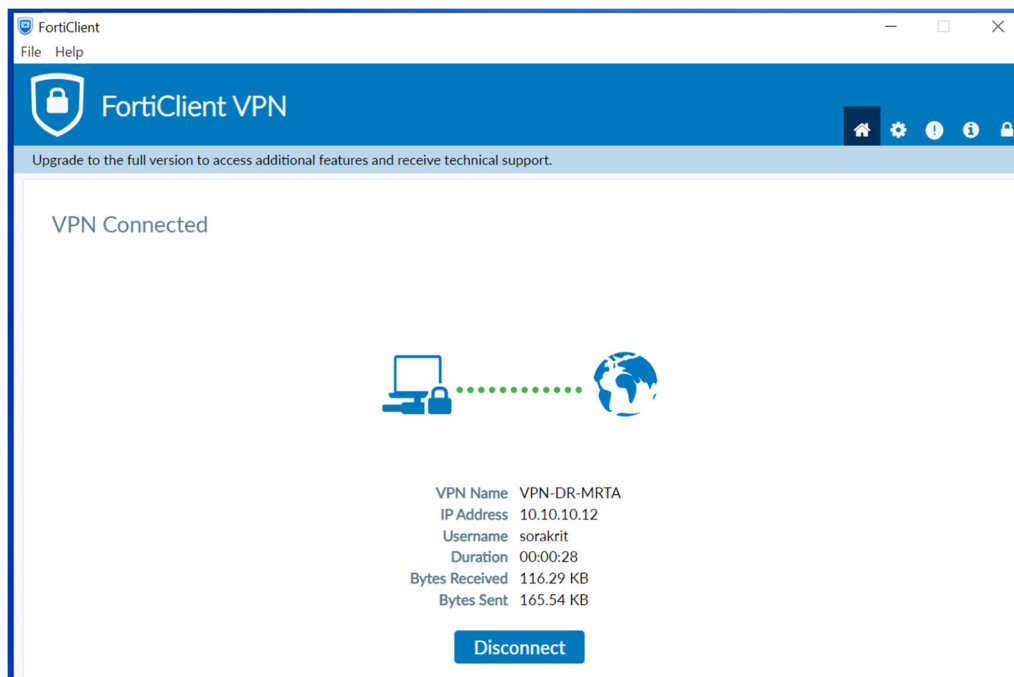 FortiClient
File Help
FortiClient VPN
Upgrade to the full version to access additional features and receive technical support.
VPN Connected
VPN Name VPN-DR-MRTA
IP Address 10.10.10.12
Username sorakrit
Duration 00:00:28
Bytes Received 116.29 KB
Bytes Sent 165.54 KB
Disconnect